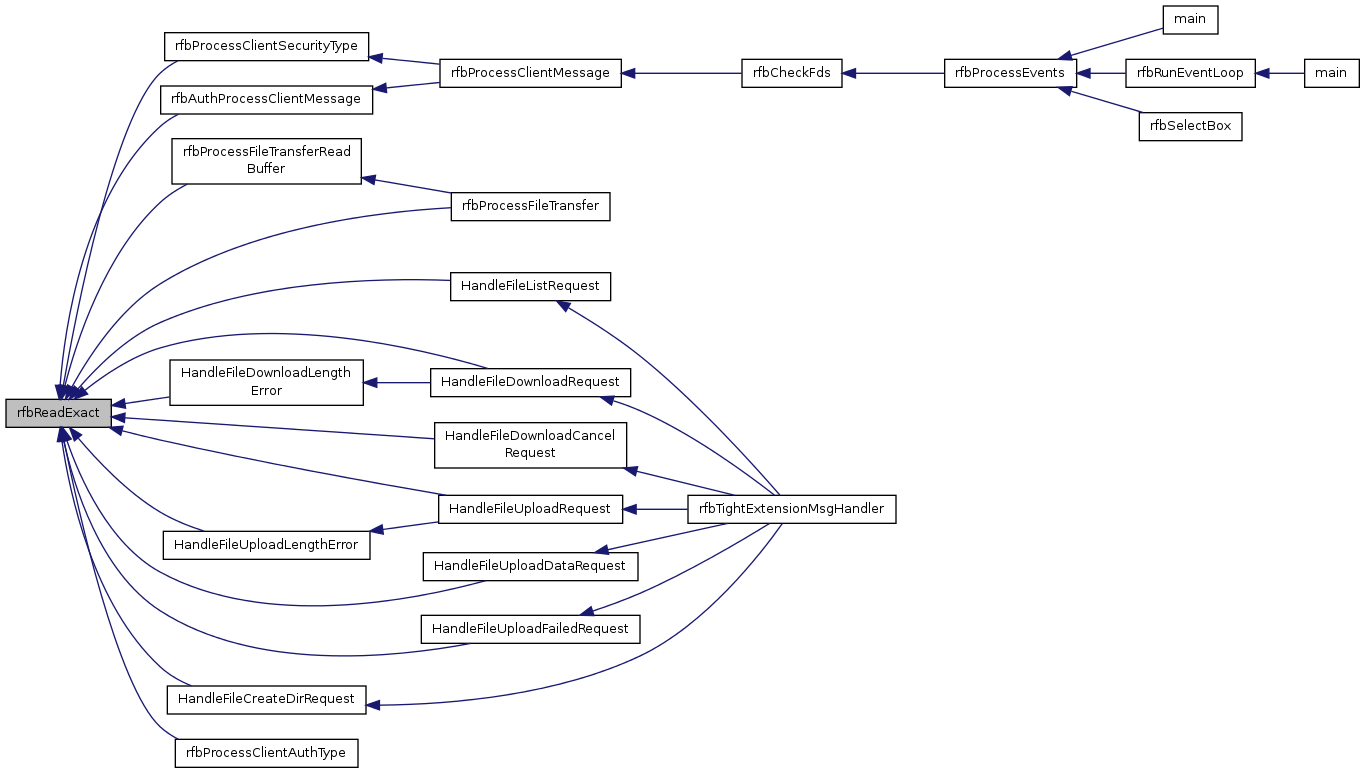 main
rfbProcessClientSecurityType
rfbProcessClientMessage
rfbCheckFds
rfbProcessEvents
rfbRunEventLoop
main
rfbAuthProcessClientMessage
rfbSelectBox
rfbProcessFileTransferRead
Buffer
rfbProcessFileTransfer
HandleFileListRequest
HandleFileDownloadLength
Error
HandleFileDownloadRequest
rfbReadExact
HandleFileDownloadCancel
Request
HandleFileUploadRequest
rfbTightExtensionMsgHandler
HandleFileUploadLengthError
HandleFileUploadDataRequest
HandleFileUploadFailedRequest
HandleFileCreateDirRequest
rfbProcessClientAuthType